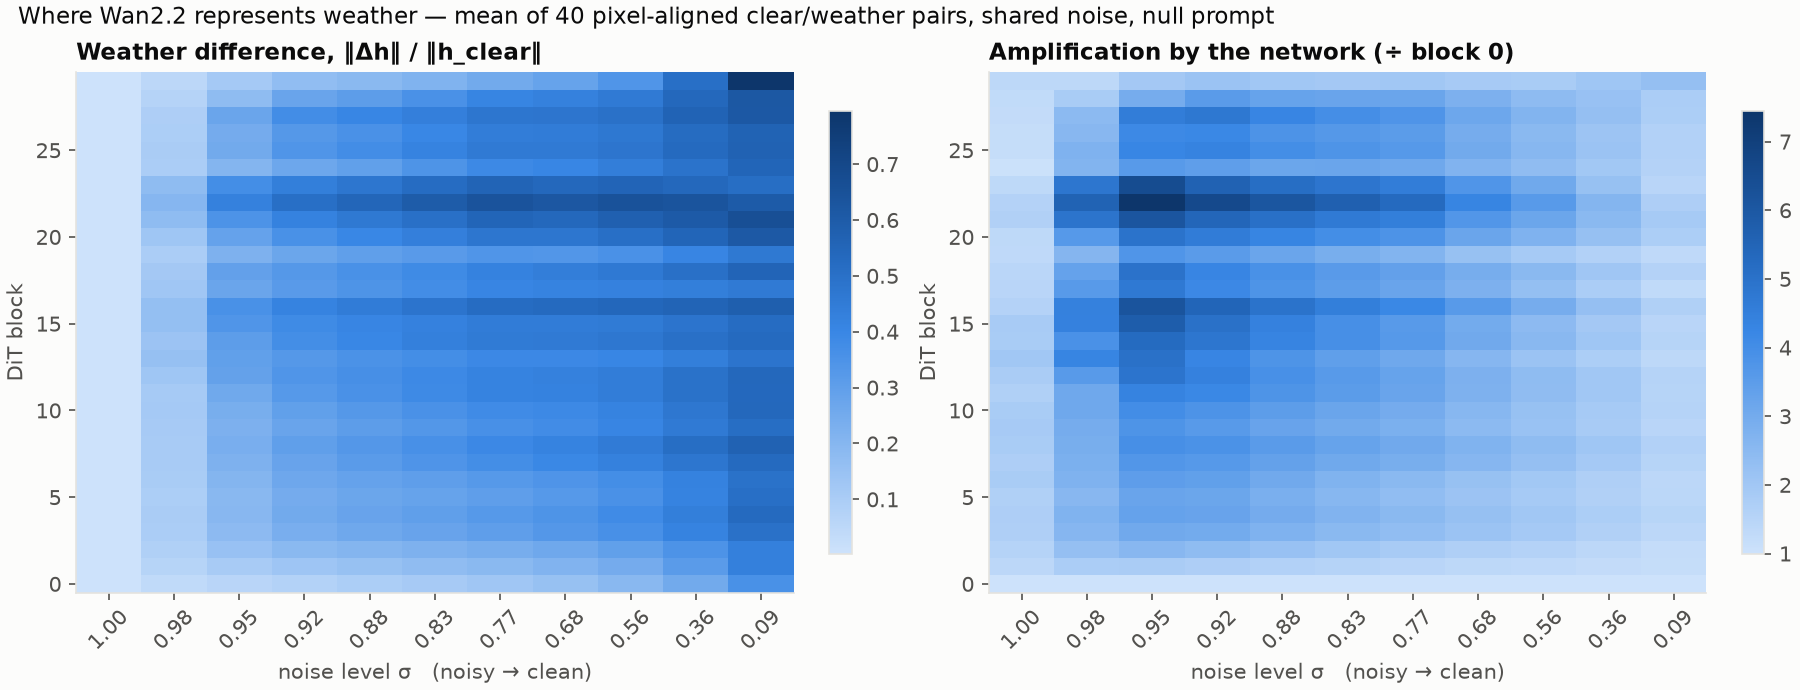 Where Wan2.2 represents weather — mean of 40 pixel-aligned clear/weather pairs, shared noise, null prompt
Weather difference, ‖Δh‖ / ‖h_clear‖
DiT block
25
20
15
10
5
0
1.00 0.98 0.95 0.92 0.88 0.83 0.77 0.68 0.56 0.36 0.09
noise level σ (noisy → clean)
0.7
0.6
0.5
0.4
0.3
0.2
0.1
Amplification by the network (÷ block 0)
DiT block
25
20
15
10
5
0
1.00 0.98 0.95 0.92 0.88 0.83 0.77 0.68 0.56 0.36 0.09
noise level σ (noisy → clean)
7
6
5
4
3
2
1